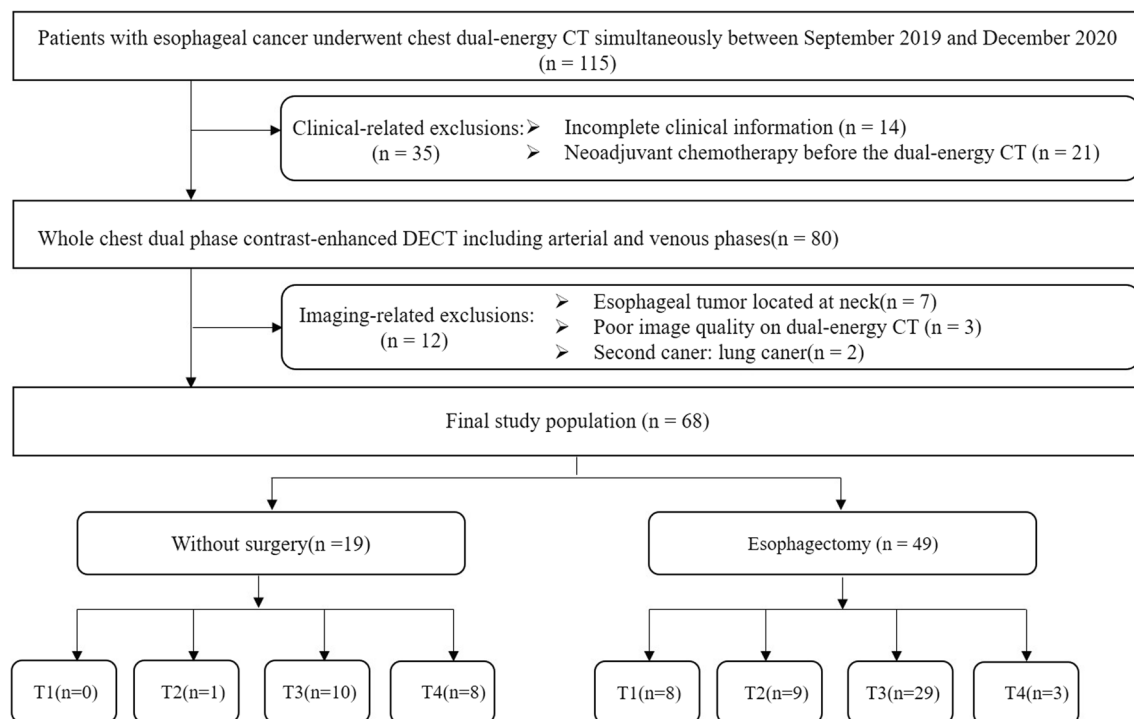 Patients with esophageal cancer underwent chest dual-energy CT simultaneously between September 2019 and December 2020
(n = 115)
Clinical-related exclusions:
(n = 35)
➢ Incomplete clinical information (n = 14)
➢ Neoadjuvant chemotherapy before the dual-energy CT (n = 21)
Whole chest dual phase contrast-enhanced DECT including arterial and venous phases(n = 80)
Imaging-related exclusions:
(n = 12)
➢ Esophageal tumor located at neck(n = 7)
➢ Poor image quality on dual-energy CT (n = 3)
➢ Second caner: lung caner(n = 2)
Final study population (n = 68)
Without surgery(n =19)
Esophagectomy (n = 49)
T1(n=0)
T2(n=1)
T3(n=10)
T4(n=8)
T1(n=8)
T2(n=9)
T3(n=29)
T4(n=3)